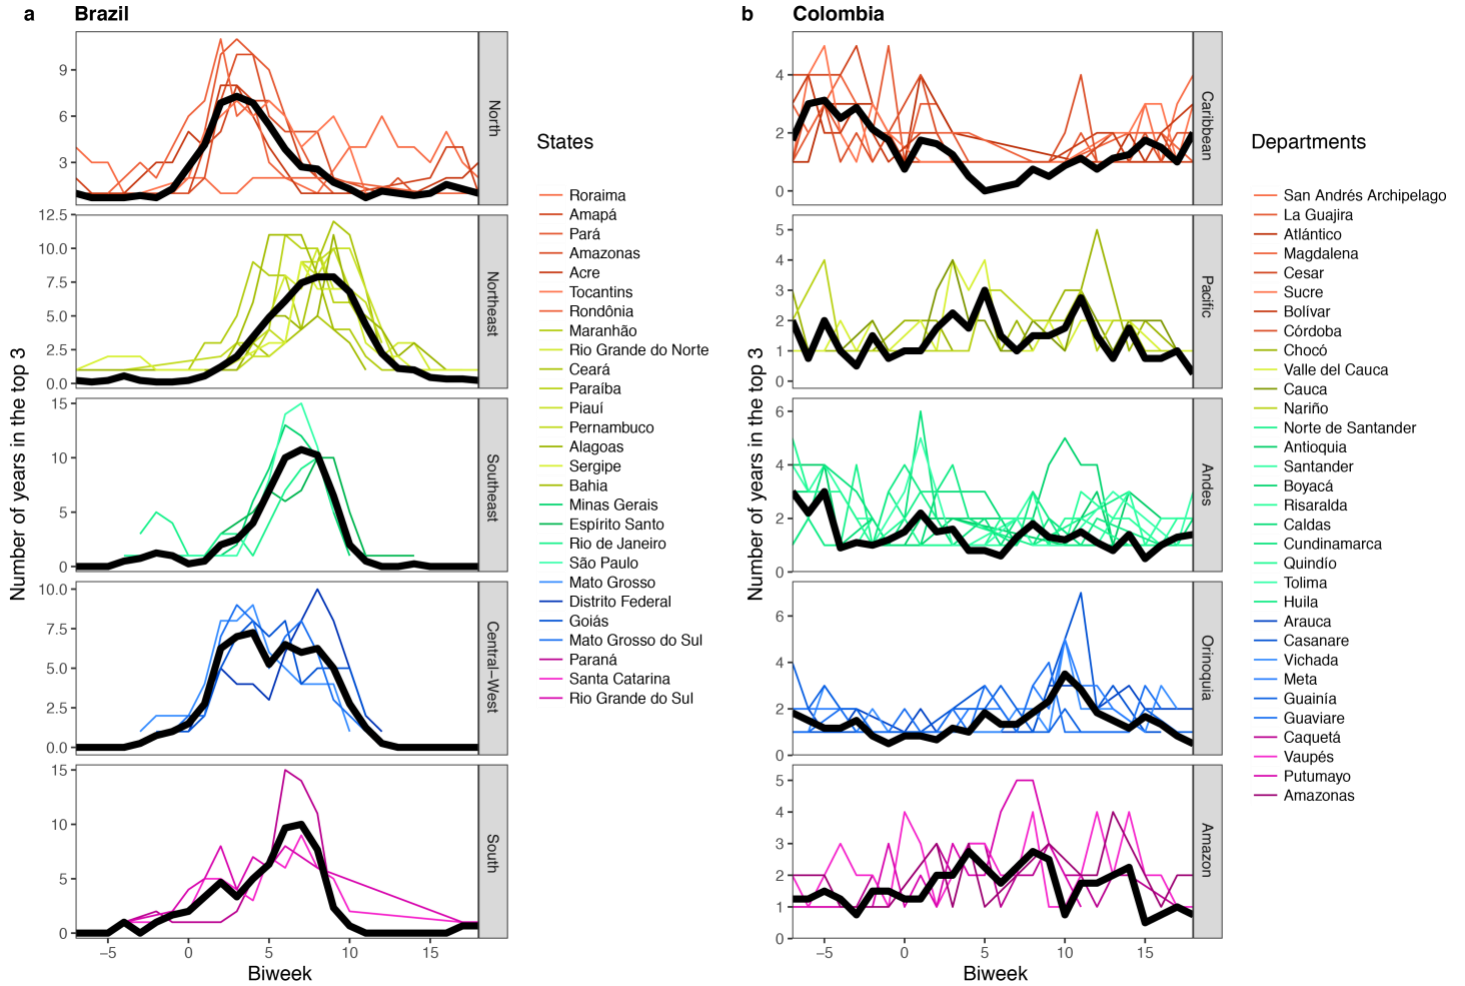 a Brazil
Number of years in the top 3
9
6
3
North
12.5
10.0
7.5
5.0
2.5
0.0
Northeast
15
10
5
0
Southeast
10.0
7.5
5.0
2.5
0.0
Central−West
15
10
5
0
South
−5 0 5 10 15
Biweek
States
Roraima
Amapá
Pará
Amazonas
Acre
Tocantins
Rondônia
Maranhão
Rio Grande do Norte
Ceará
Paraíba
Piauí
Pernambuco
Alagoas
Sergipe
Bahia
Minas Gerais
Espírito Santo
Rio de Janeiro
São Paulo
Mato Grosso
Distrito Federal
Goiás
Mato Grosso do Sul
Paraná
Santa Catarina
Rio Grande do Sul
b Colombia
Number of years in the top 3
4
2
0
Caribbean
5
4
3
2
1
0
Pacific
6
4
2
0
Andes
6
4
2
0
Orinoquia
5
4
3
2
1
0
Amazon
−5 0 5 10 15
Biweek
Departments
San Andrés Archipelago
La Guajira
Atlántico
Magdalena
Cesar
Sucre
Bolívar
Córdoba
Chocó
Valle del Cauca
Cauca
Nariño
Norte de Santander
Antioquia
Santander
Boyacá
Risaralda
Caldas
Cundinamarca
Quindío
Tolima
Huila
Arauca
Casanare
Vichada
Meta
Guainía
Guaviare
Caquetá
Vaupés
Putumayo
Amazonas